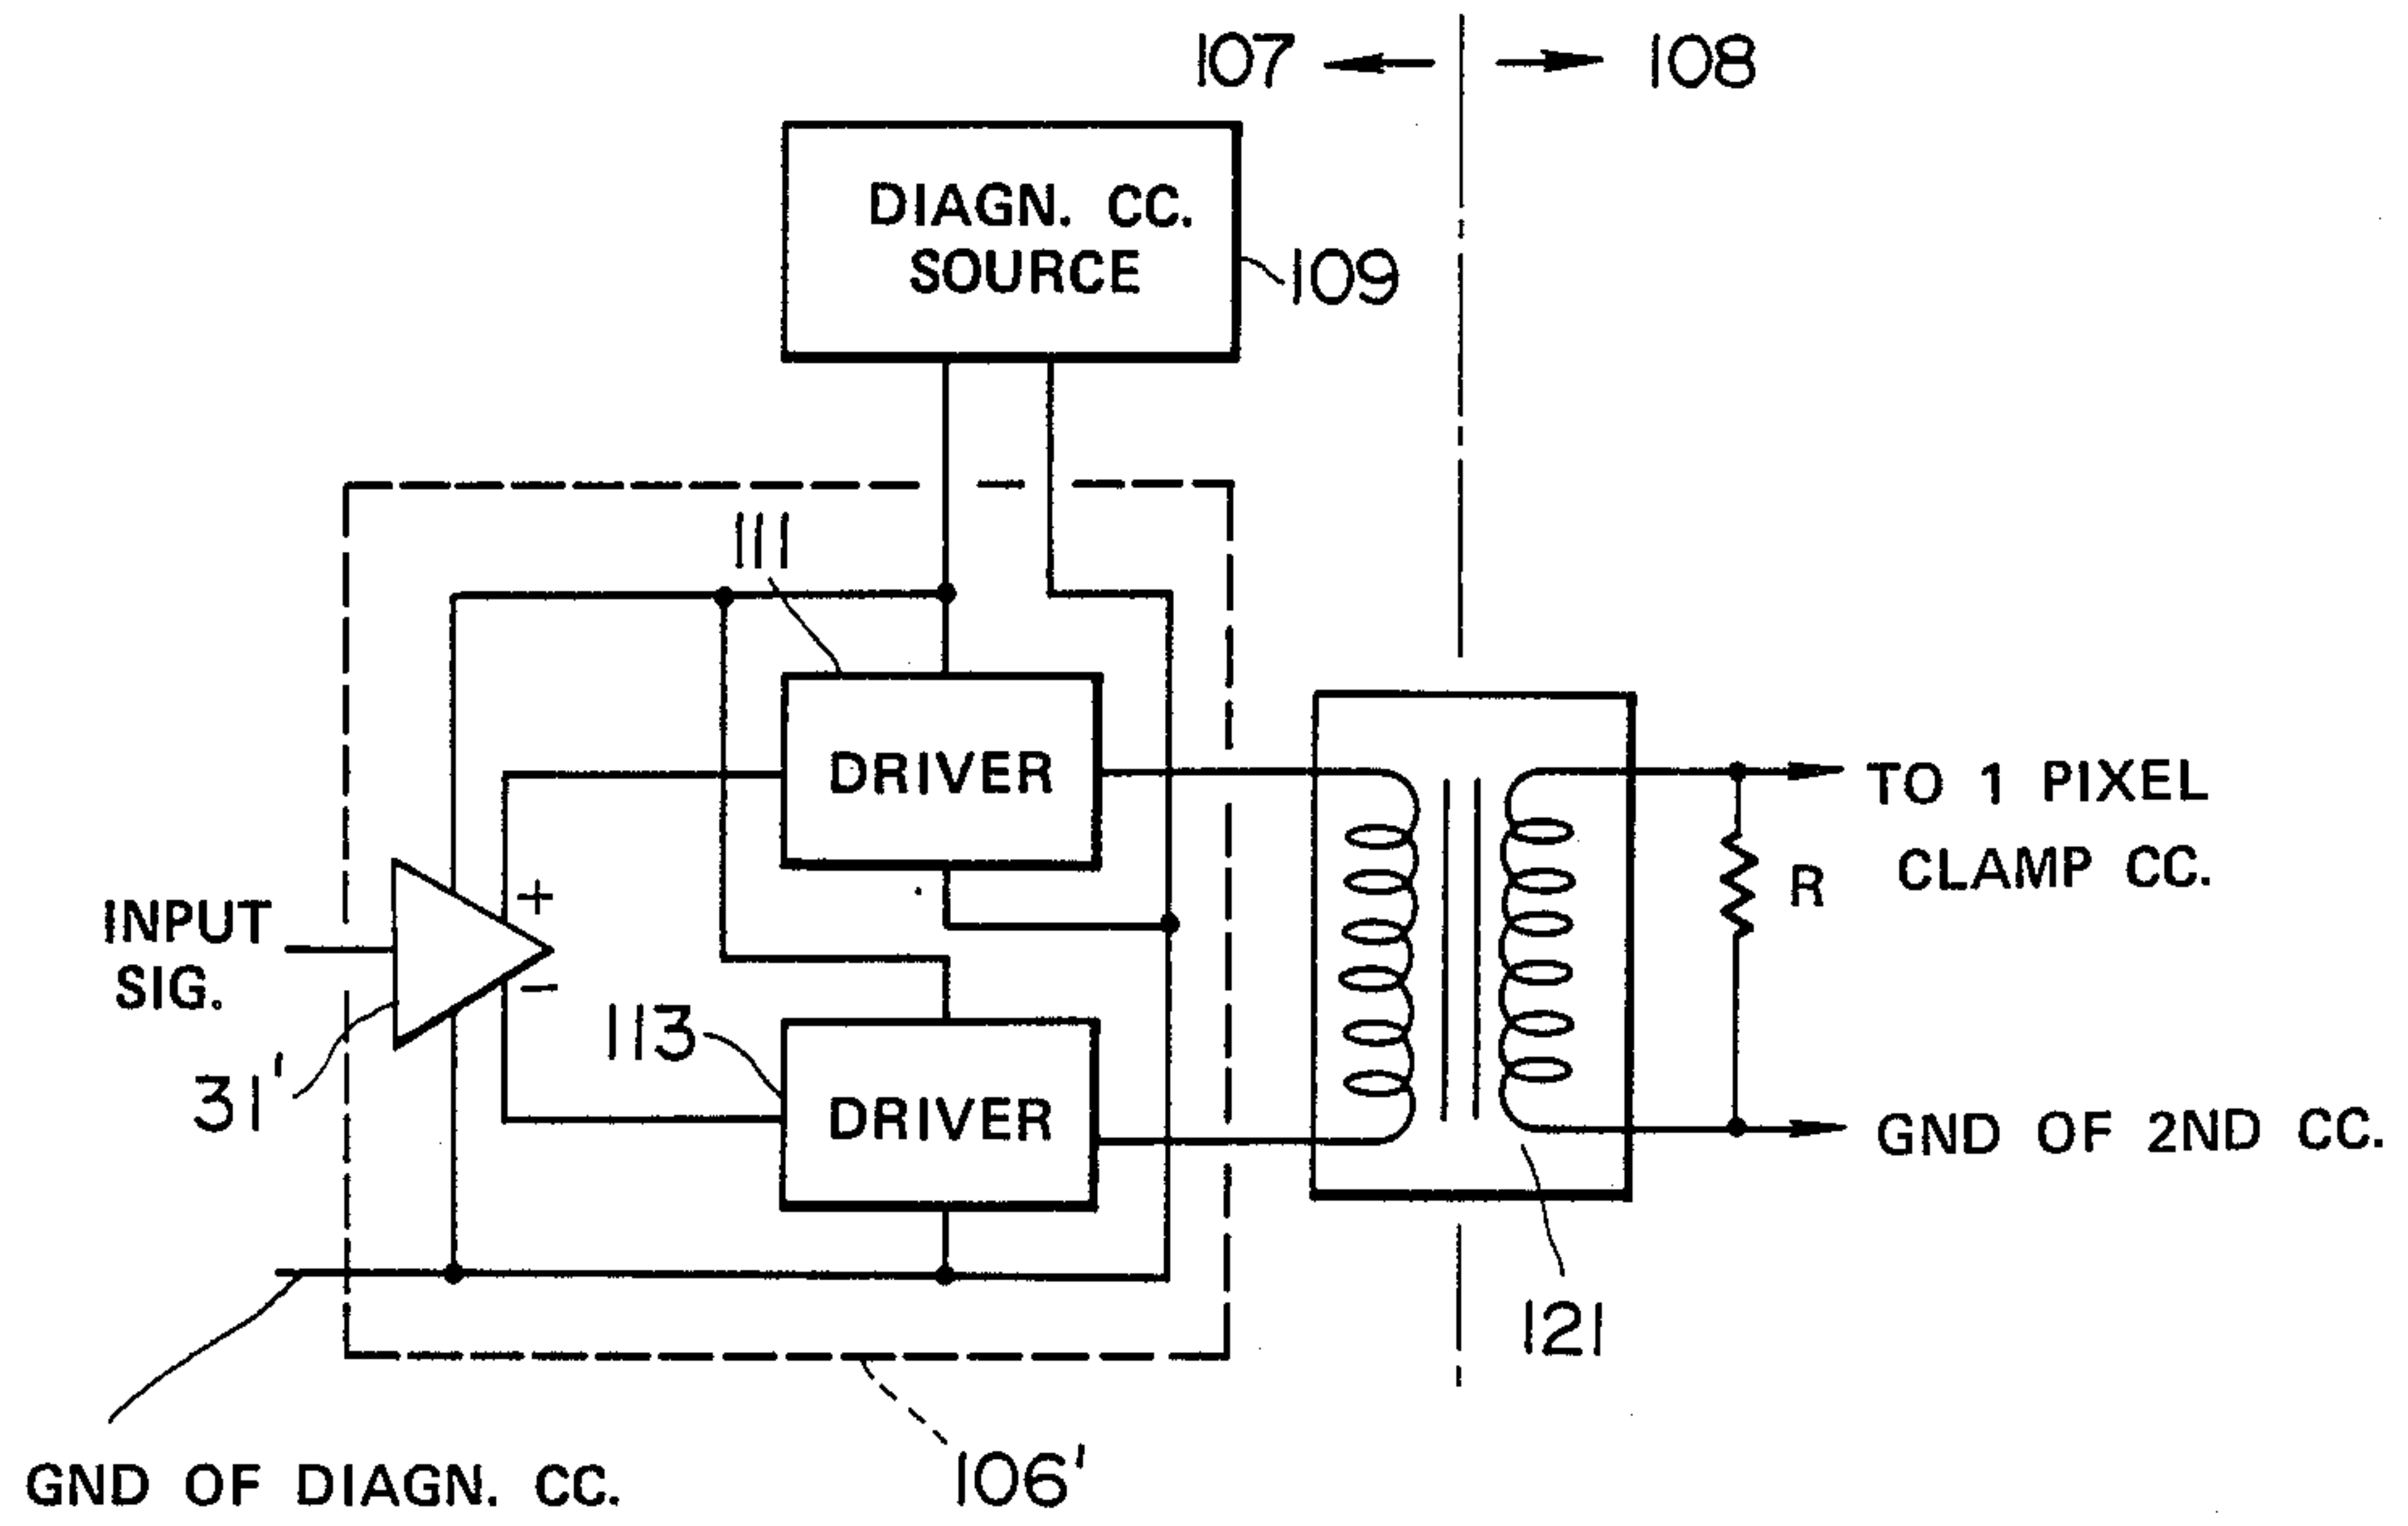 107
108
DIAGN. CC.
SOURCE
109
111
DRIVER
TO 1 PIXEL
CLAMP CC.
R
+
INPUT
SIG.
−
31'
113
DRIVER
GND OF 2ND CC.
121
GND OF DIAGN. CC.
106'